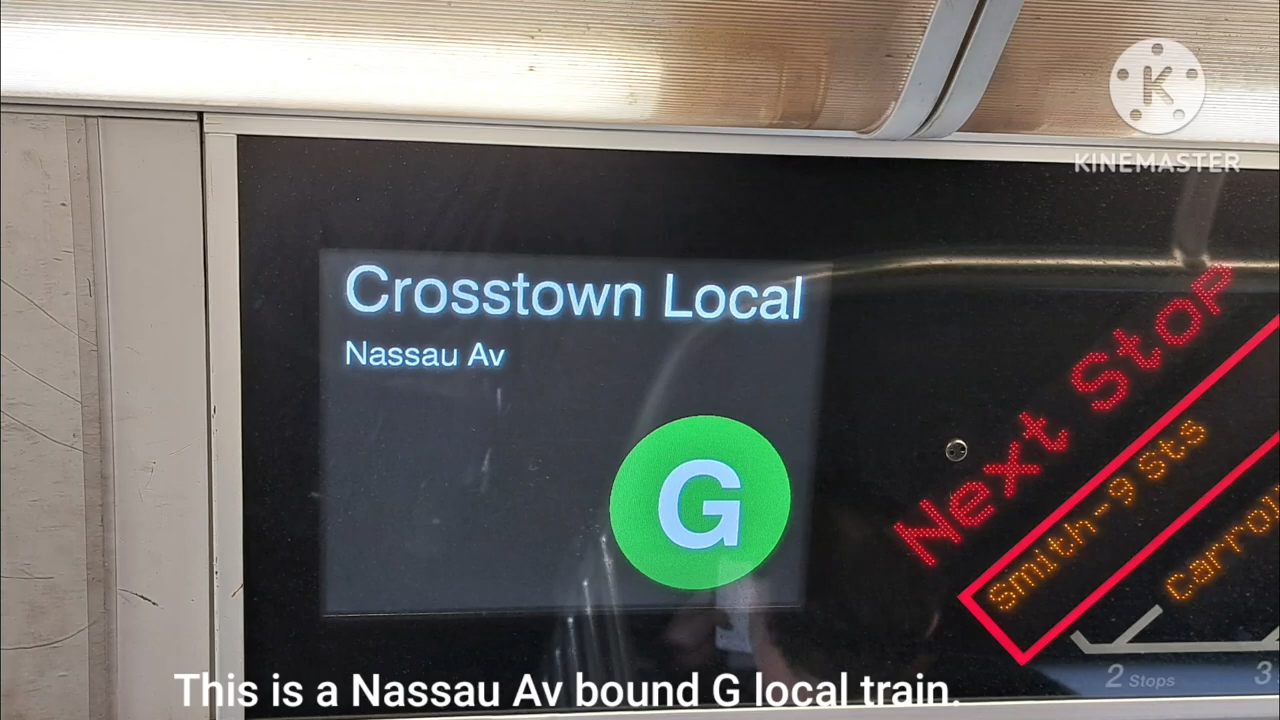 K
KINEMASTER
Crosstown Local
Nassau Av
G
Next Stop
Smith-9 Sts
2 Stops
3
This is a Nassau Av bound G local train.